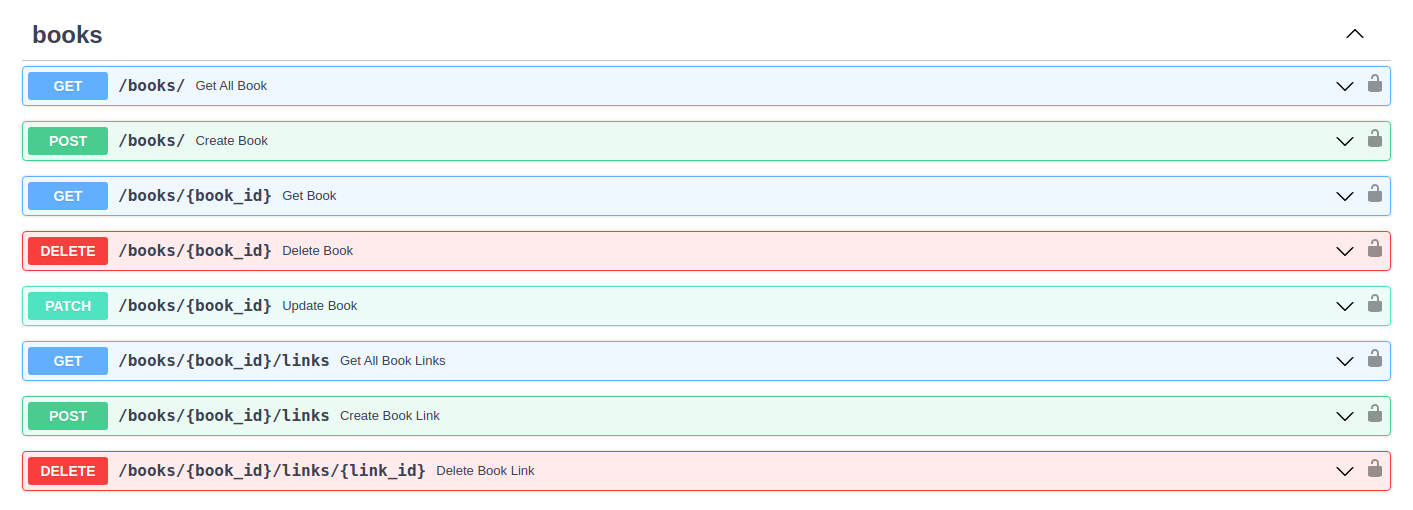 books
GET /books/ Get All Book
POST /books/ Create Book
GET /books/{book_id} Get Book
DELETE /books/{book_id} Delete Book
PATCH /books/{book_id} Update Book
GET /books/{book_id}/links Get All Book Links
POST /books/{book_id}/links Create Book Link
DELETE /books/{book_id}/links/{link_id} Delete Book Link